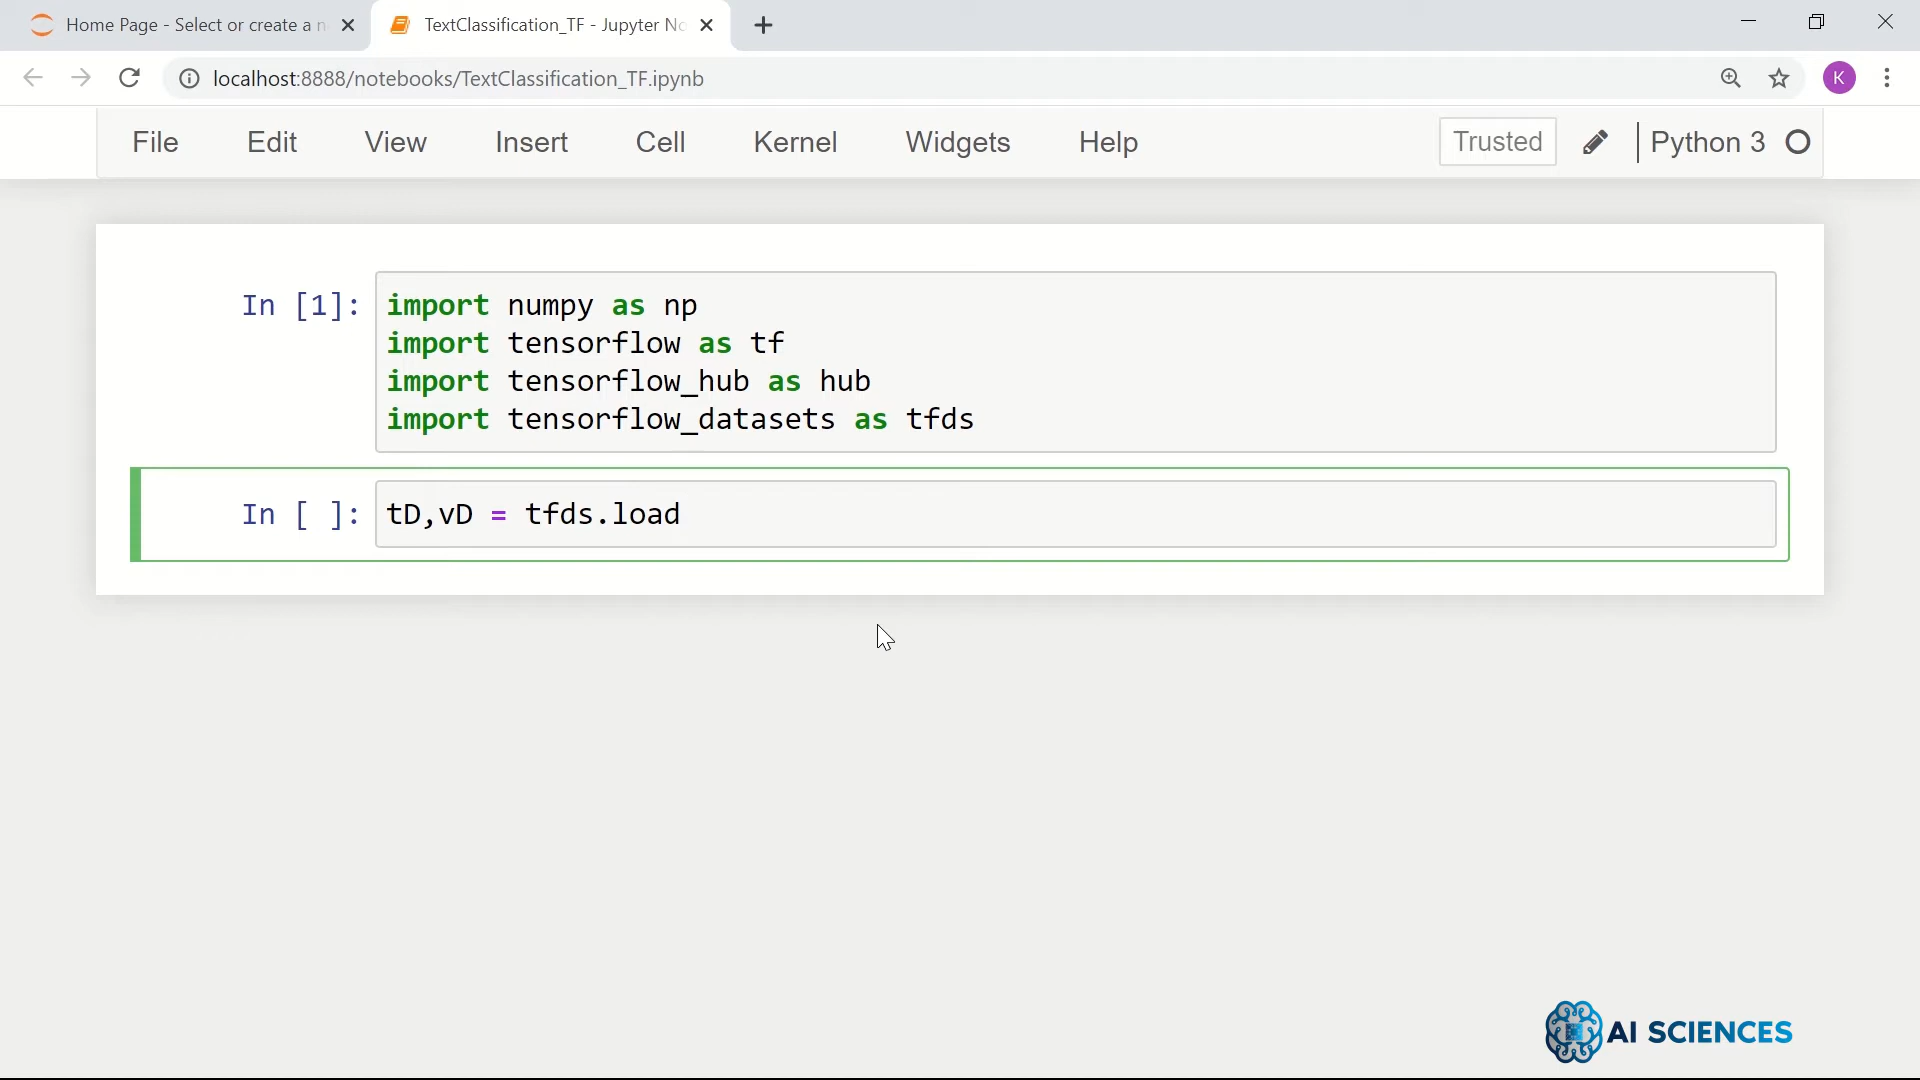 Home Page - Select or create a n
TextClassification_TF - Jupyter No
localhost:8888/notebooks/TextClassification_TF.ipynb
K
File Edit View Insert Cell Kernel Widgets Help Trusted Python 3
In [1]: import numpy as np
import tensorflow as tf
import tensorflow_hub as hub
import tensorflow_datasets as tfds
In [ ]: tD,vD = tfds.load
AI SCIENCES